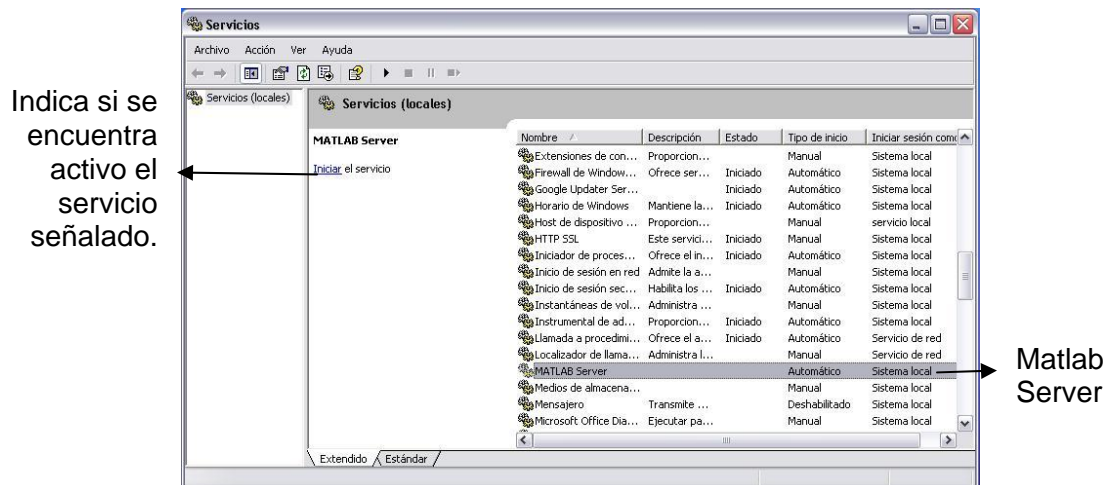 Servicios
Archivo Acción Ver Ayuda
Servicios (locales)
Servicios (locales)
Indica si se
encuentra
activo el
servicio
señalado.
MATLAB Server
Iniciar el servicio
Nombre Descripción Estado Tipo de inicio Iniciar sesión como
Extensiones de con... Proporcion... Manual Sistema local
Firewall de Window... Ofrece ser... Iniciado Automático Sistema local
Google Updater Ser... Iniciado Automático Sistema local
Horario de Windows Mantiene la... Iniciado Automático Sistema local
Host de dispositivo ... Proporcion... Manual servicio local
HTTP SSL Este servici... Iniciado Manual Sistema local
Iniciador de proces... Ofrece el in... Iniciado Automático Sistema local
Inicio de sesión en red Admite la a... Manual Sistema local
Inicio de sesión sec... Habilita los ... Iniciado Automático Sistema local
Instantáneas de vol... Administra ... Manual Sistema local
Instrumental de ad... Proporcion... Iniciado Automático Sistema local
Llamada a procedimi... Ofrece el a... Iniciado Automático Servicio de red
Localizador de llama... Administra l... Manual Servicio de red
MATLAB Server Automático Sistema local
Medios de almacena... Manual Sistema local
Mensajero Transmite ... Deshabilitado Sistema local
Microsoft Office Dia... Ejecutar pa... Manual Sistema local
Matlab
Server
Extendido Estándar